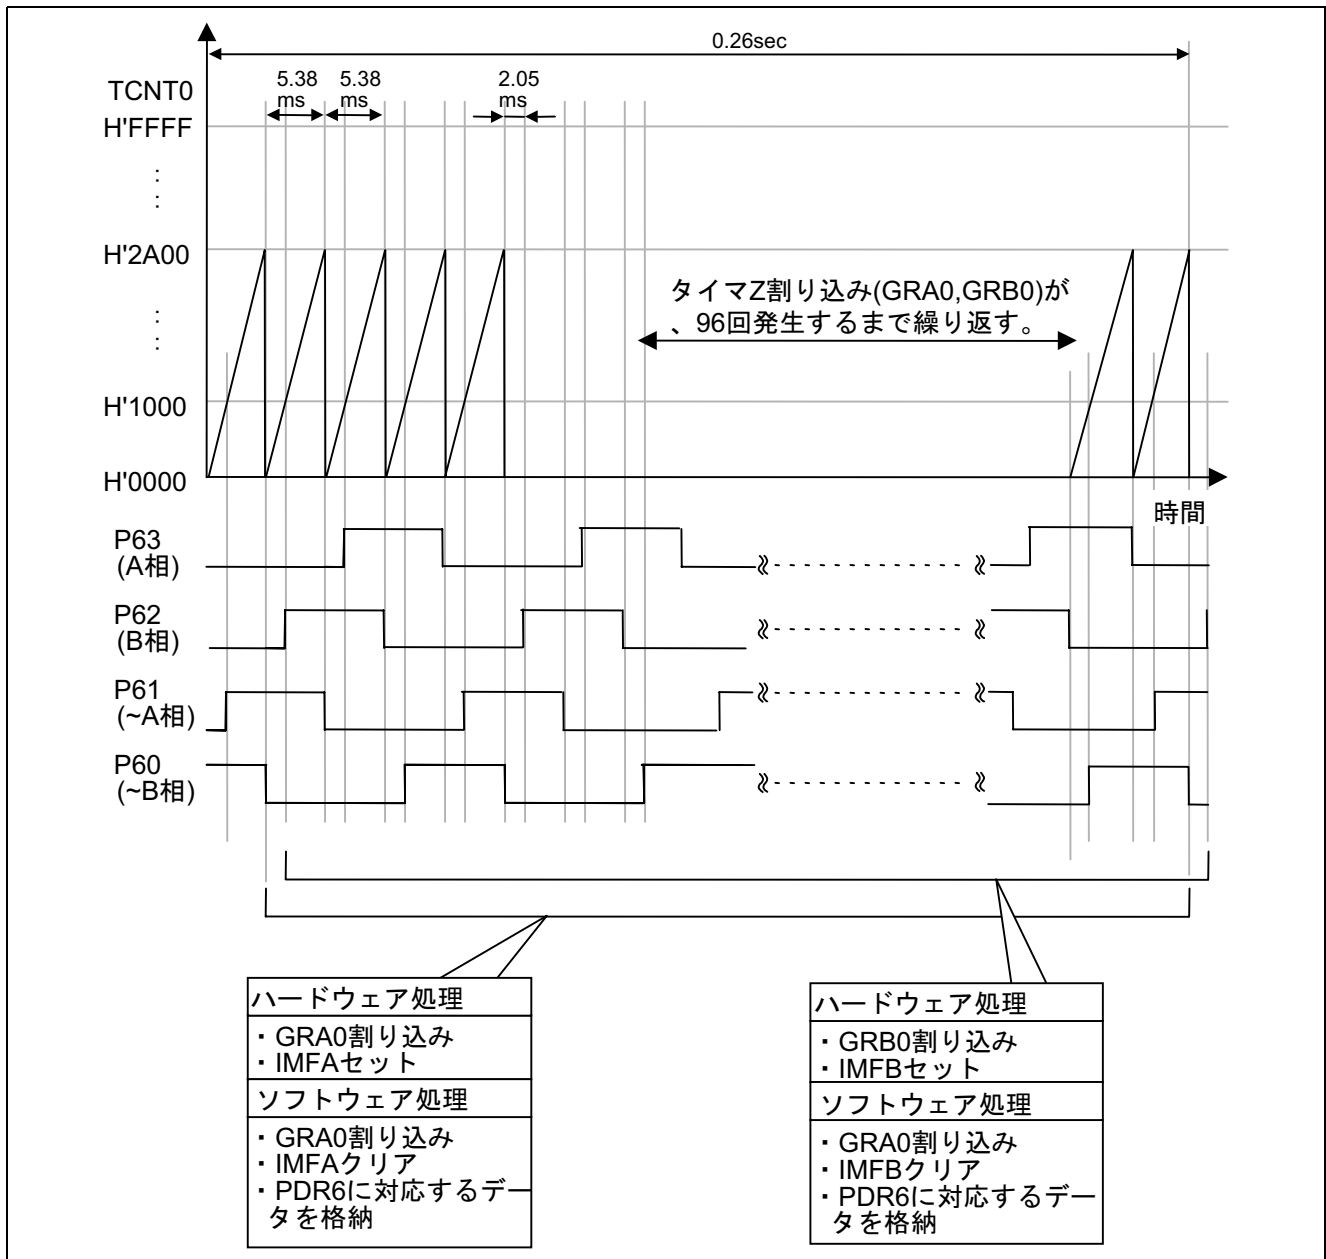 0.26sec
5.38
ms
5.38
ms
2.05
ms
TCNT0
H'FFFF
:
:
H'2A00
タイマZ割り込み(GRA0,GRB0)が
、96回発生するまで繰り返す。
:
:
H'1000
H'0000
時間
P63
(A相)
P62
(B相)
P61
(~A相)
P60
(~B相)
ハードウェア処理
・GRA0割り込み
・IMFAセット
ソフトウェア処理
・GRA0割り込み
・IMFAクリア
・PDR6に対応するデー
タを格納
ハードウェア処理
・GRB0割り込み
・IMFBセット
ソフトウェア処理
・GRA0割り込み
・IMFBクリア
・PDR6に対応するデー
タを格納